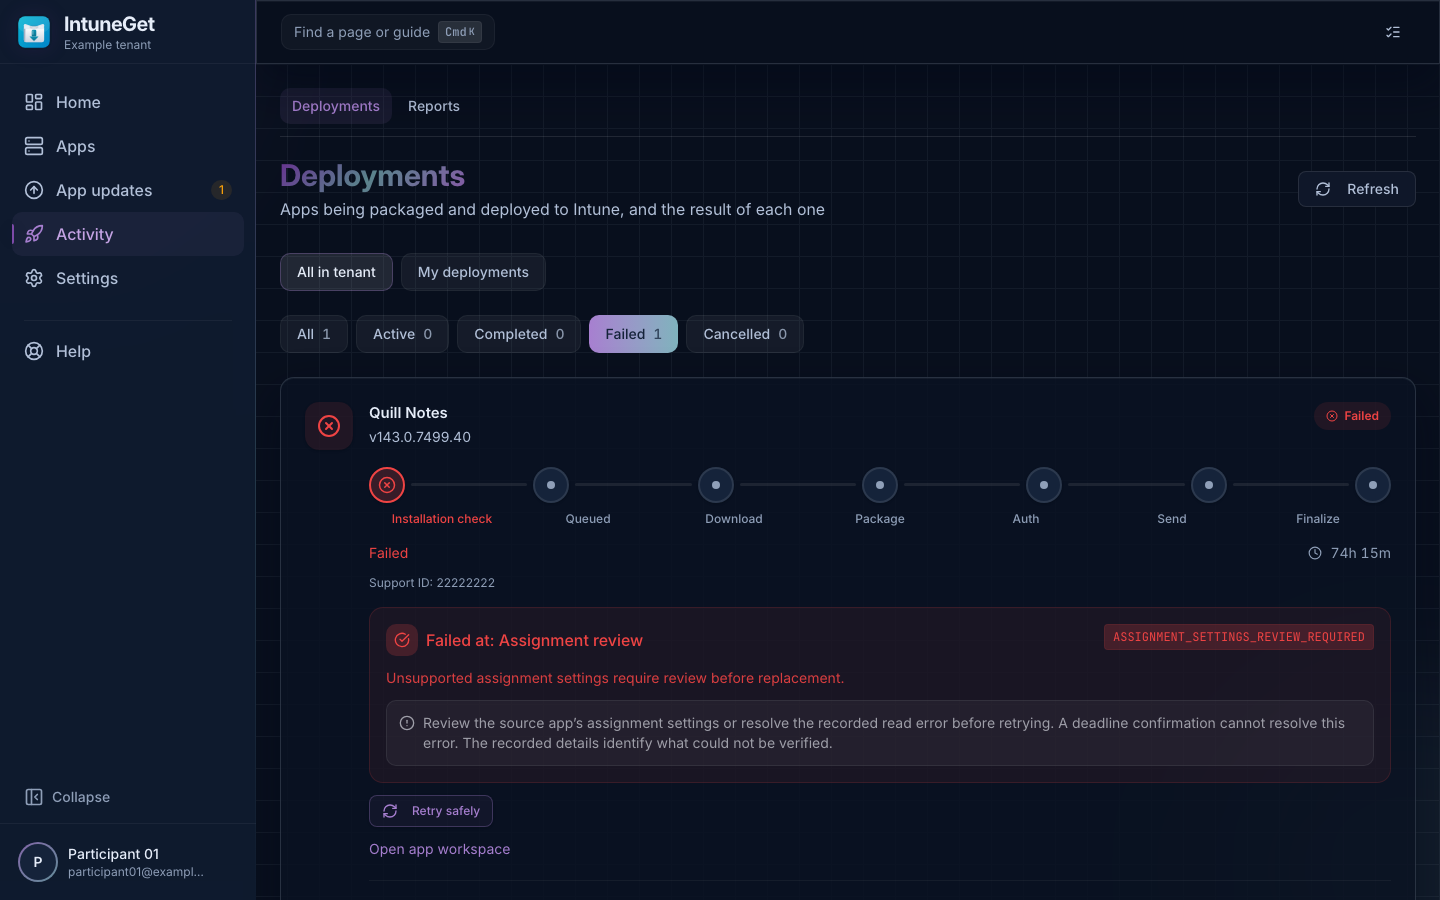 IntuneGet
Example tenant
Find a page or guide Cmd K
Home
Apps
App updates 1
Activity
Settings
Help
Collapse
P
Participant 01
participant01@exampl...
Deployments Reports
Deployments
Apps being packaged and deployed to Intune, and the result of each one
Refresh
All in tenant My deployments
All 1 Active 0 Completed 0 Failed 1 Cancelled 0
Quill Notes
v143.0.7499.40
Failed
Installation check Queued Download Package Auth Send Finalize
Failed 74h 15m
Support ID: 22222222
Failed at: Assignment review ASSIGNMENT_SETTINGS_REVIEW_REQUIRED
Unsupported assignment settings require review before replacement.
Review the source app's assignment settings or resolve the recorded read error before retrying. A deadline confirmation cannot resolve this
error. The recorded details identify what could not be verified.
Retry safely
Open app workspace